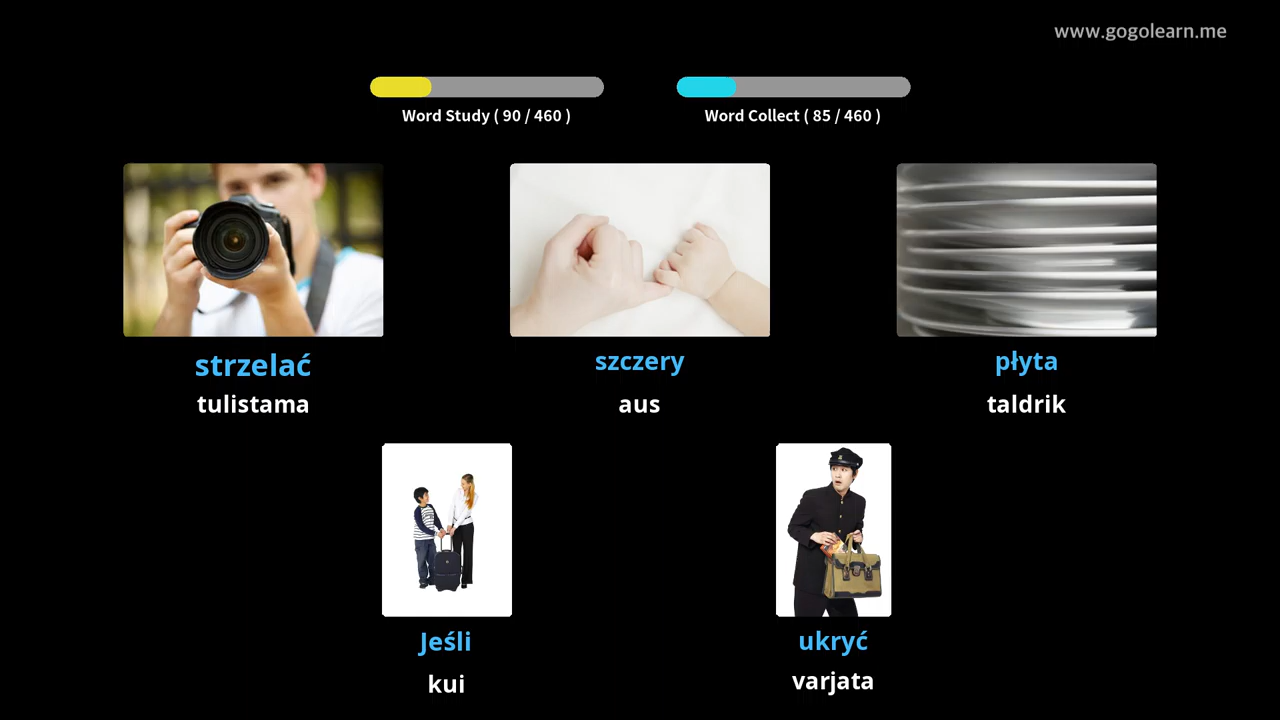 www.gogolearn.me
Word Study ( 90 / 460 )
Word Collect ( 85 / 460 )
strzelać
tulistama
szczery
aus
płyta
taldrik
Jeśli
kui
ukryć
varjata